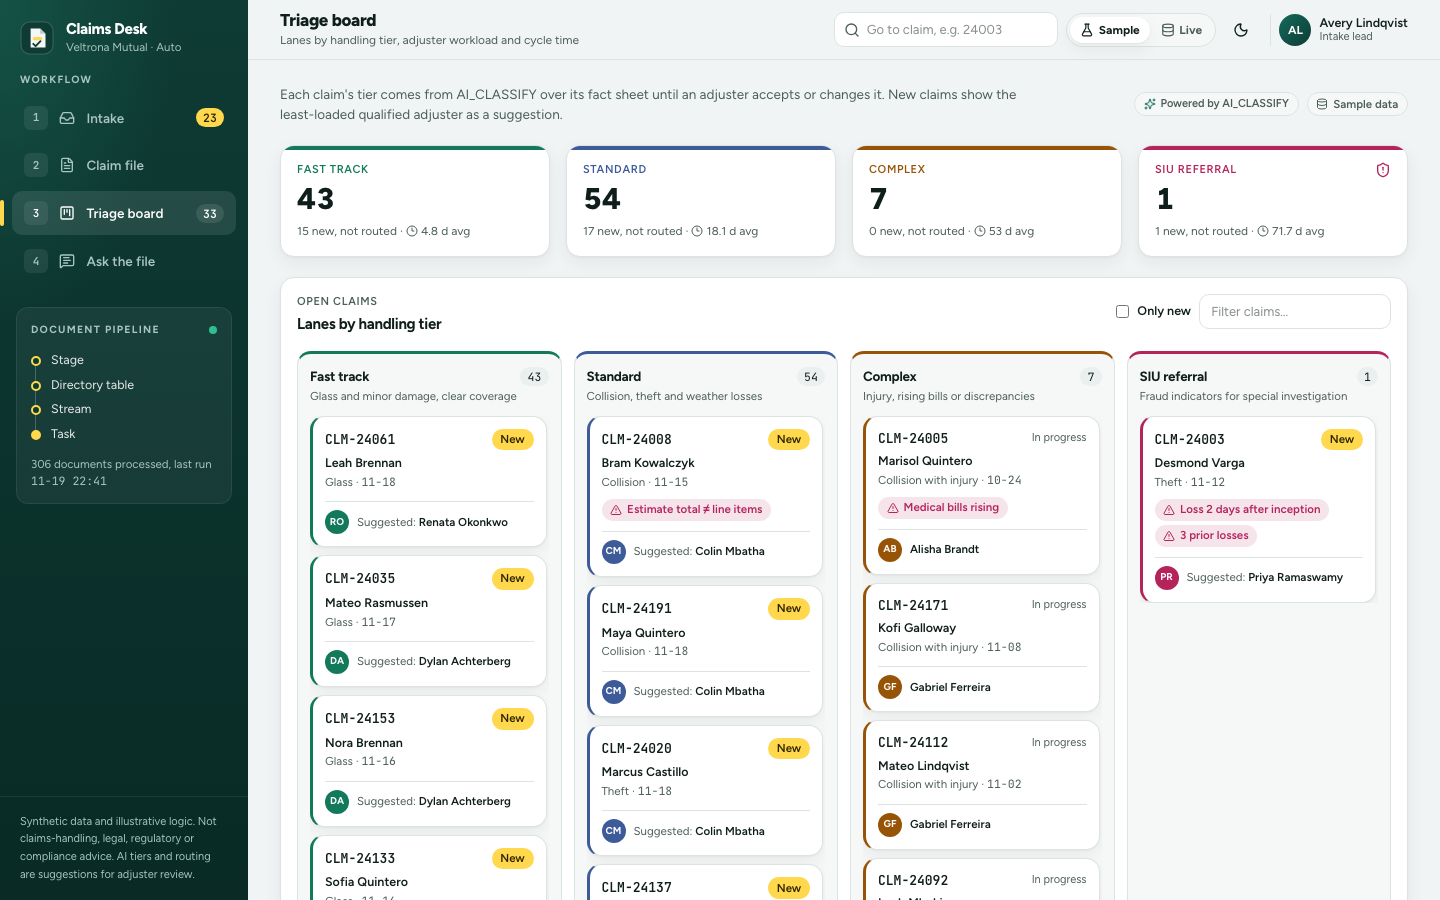 Claims Desk
Veltrona Mutual · Auto
WORKFLOW
1 Intake 23
2 Claim file
3 Triage board 33
4 Ask the file
DOCUMENT PIPELINE
Stage
Directory table
Stream
Task
306 documents processed, last run
11-19 22:41
Synthetic data and illustrative logic. Not
claims-handling, legal, regulatory or
compliance advice. AI tiers and routing
are suggestions for adjuster review.
Triage board
Lanes by handling tier, adjuster workload and cycle time
Go to claim, e.g. 24003
Sample
Live
AL
Avery Lindqvist
Intake lead
Each claim's tier comes from AI_CLASSIFY over its fact sheet until an adjuster accepts or changes it. New claims show the
least-loaded qualified adjuster as a suggestion.
Powered by AI_CLASSIFY
Sample data
FAST TRACK
43
15 new, not routed · 4.8 d avg
STANDARD
54
17 new, not routed · 18.1 d avg
COMPLEX
7
0 new, not routed · 53 d avg
SIU REFERRAL
1
1 new, not routed · 71.7 d avg
OPEN CLAIMS
Lanes by handling tier
Only new
Filter claims...
Fast track 43
Glass and minor damage, clear coverage
CLM-24061 New
Leah Brennan
Glass · 11-18
RO Suggested: Renata Okonkwo
CLM-24035 New
Mateo Rasmussen
Glass · 11-17
DA Suggested: Dylan Achterberg
CLM-24153 New
Nora Brennan
Glass · 11-16
DA Suggested: Dylan Achterberg
CLM-24133 New
Sofia Quintero
Standard 54
Collision, theft and weather losses
CLM-24008 New
Bram Kowalczyk
Collision · 11-15
Estimate total ≠ line items
CM Suggested: Colin Mbatha
CLM-24191 New
Maya Quintero
Collision · 11-18
CM Suggested: Colin Mbatha
CLM-24020 New
Marcus Castillo
Theft · 11-18
CM Suggested: Colin Mbatha
CLM-24137 New
Complex 7
Injury, rising bills or discrepancies
CLM-24005 In progress
Marisol Quintero
Collision with injury · 10-24
Medical bills rising
AB Alisha Brandt
CLM-24171 In progress
Kofi Galloway
Collision with injury · 11-08
GF Gabriel Ferreira
CLM-24112 In progress
Mateo Lindqvist
Collision with injury · 11-02
GF Gabriel Ferreira
CLM-24092 In progress
SIU referral 1
Fraud indicators for special investigation
CLM-24003 New
Desmond Varga
Theft · 11-12
Loss 2 days after inception
3 prior losses
PR Suggested: Priya Ramaswamy